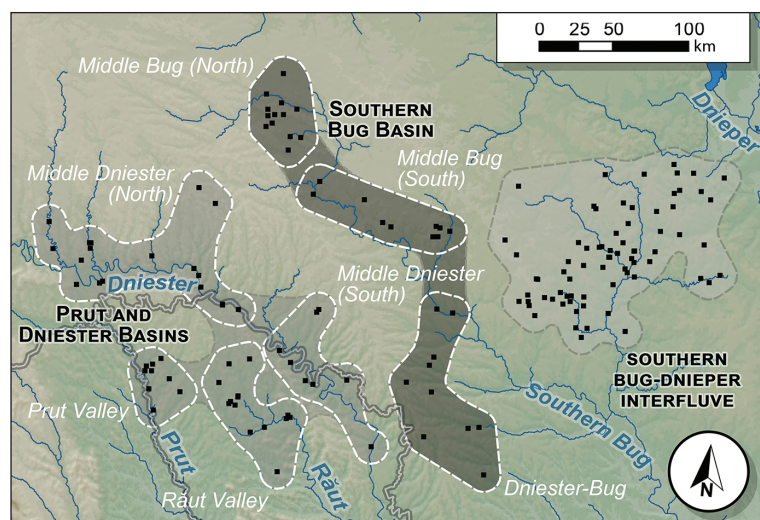 0 25 50 100
km
Middle Bug (North)
SOUTHERN
BUG BASIN
Dnieper
Middle Bug
(South)
Middle Dniester
(North)
Middle Dniester
(South)
Dniester
PRUT AND
DNIESTER BASINS
SOUTHERN
BUG-DNIEPER
INTERFLUVE
Prut Valley
Southern Bug
Prut
Răut
Răut Valley
Dniester-Bug
N